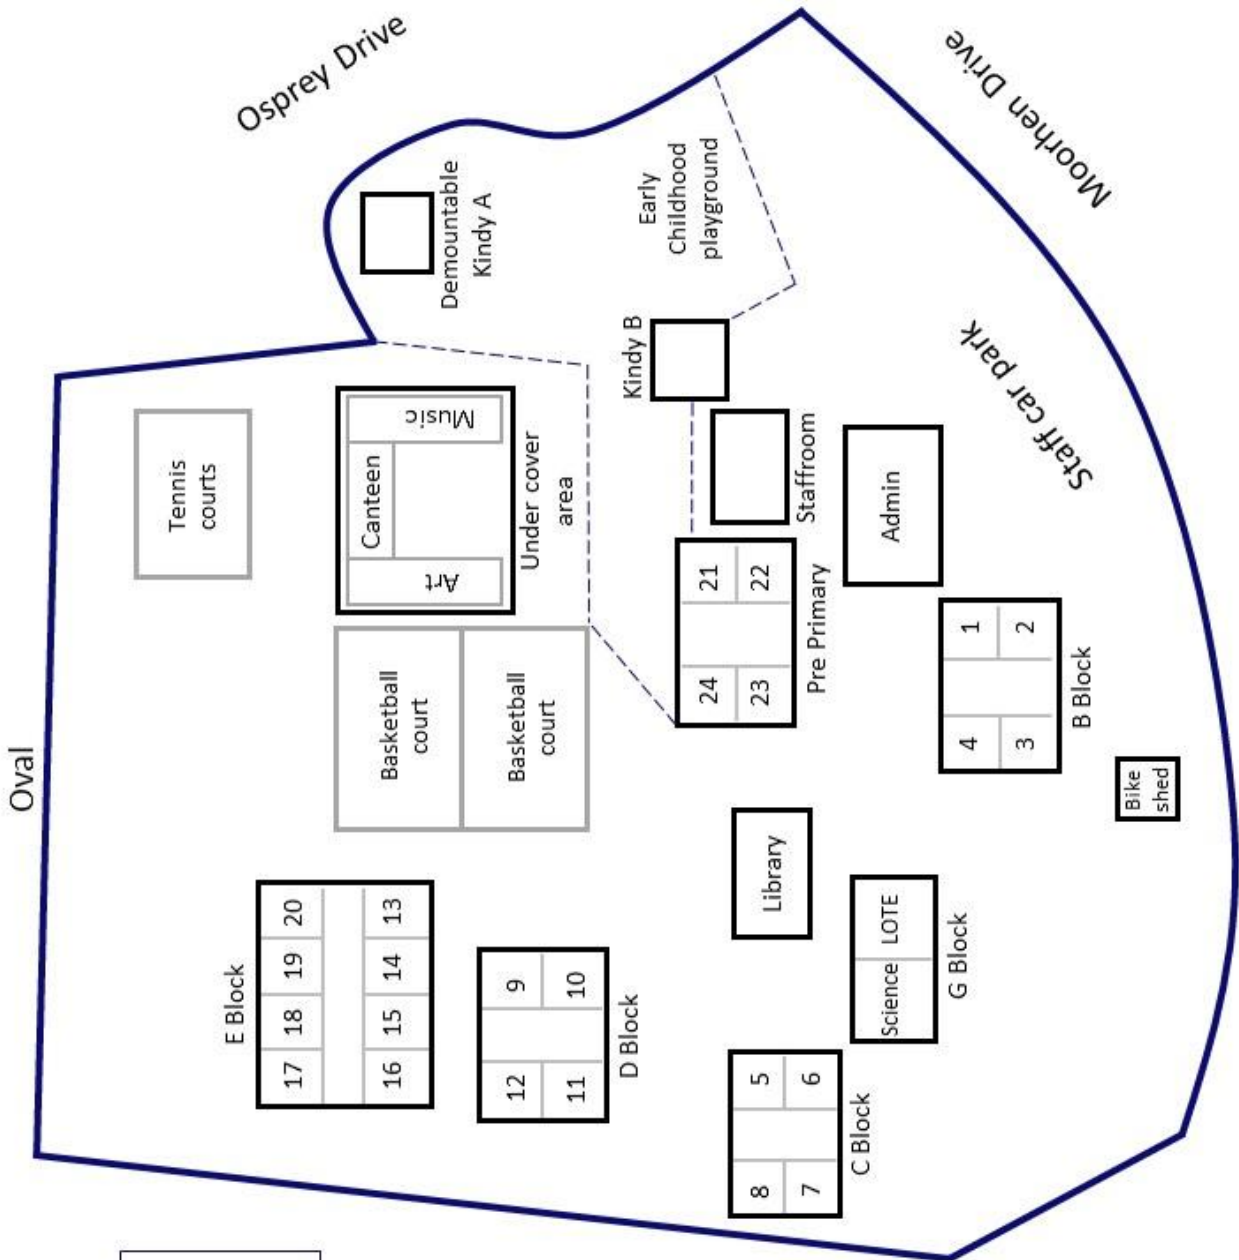 Oval
Osprey Drive
Moorhen Drive
Tennis
courts
Demountable
Kindy A
Early
Childhood
playground
Canteen
Music
Art
Under cover
area
Kindy B
Staff car park
Staffroom
Admin
Basketball
court
Basketball
court
21
22
24
23
Pre Primary
1
2
4
3
B Block
Bike
shed
Library
E Block
17
18
19
20
16
15
14
13
9
10
12
11
D Block
Science
LOTE
G Block
5
6
8
7
C Block